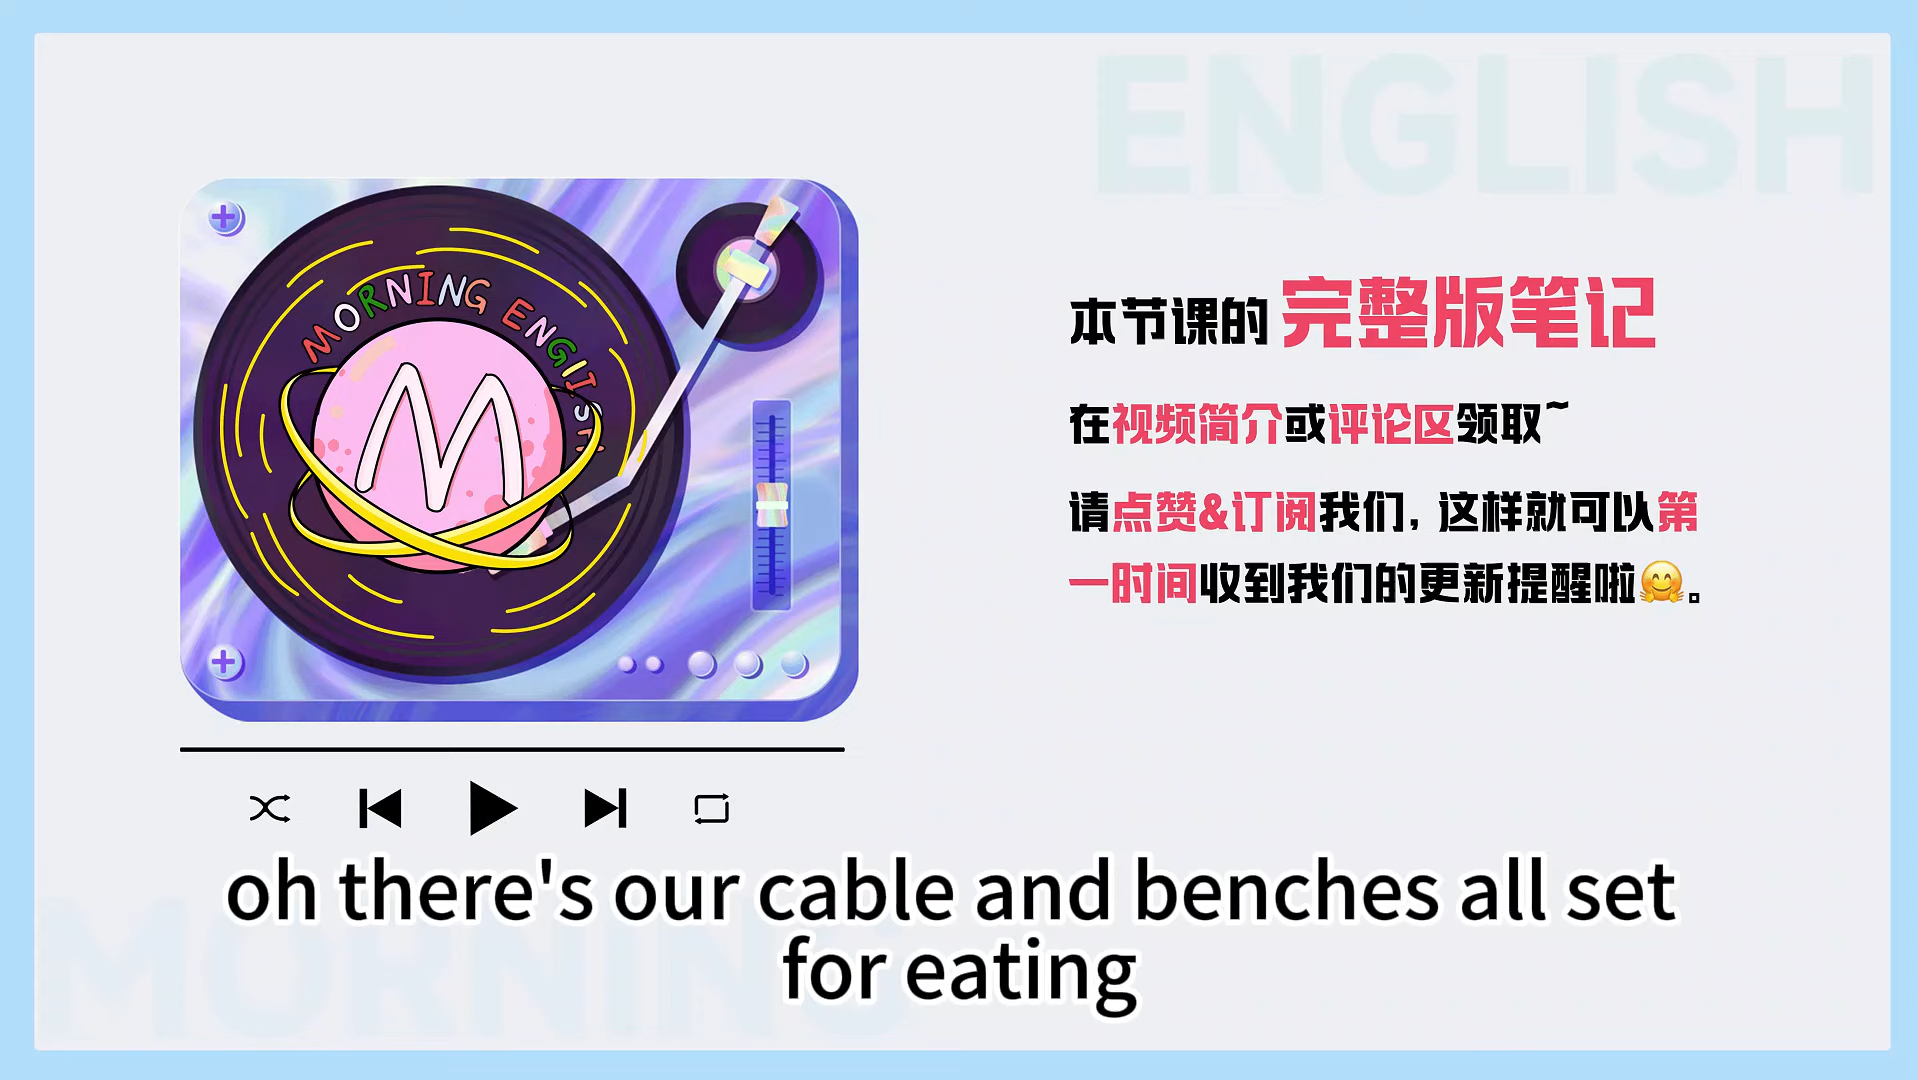 ENGLISH
MORNING ENGLISH
M
本节课的 完整版笔记
在视频简介或评论区领取~
请点赞&订阅我们，这样就可以第
一时间收到我们的更新提醒啦🤗。
oh there's our cable and benches all set
for eating
MORNING